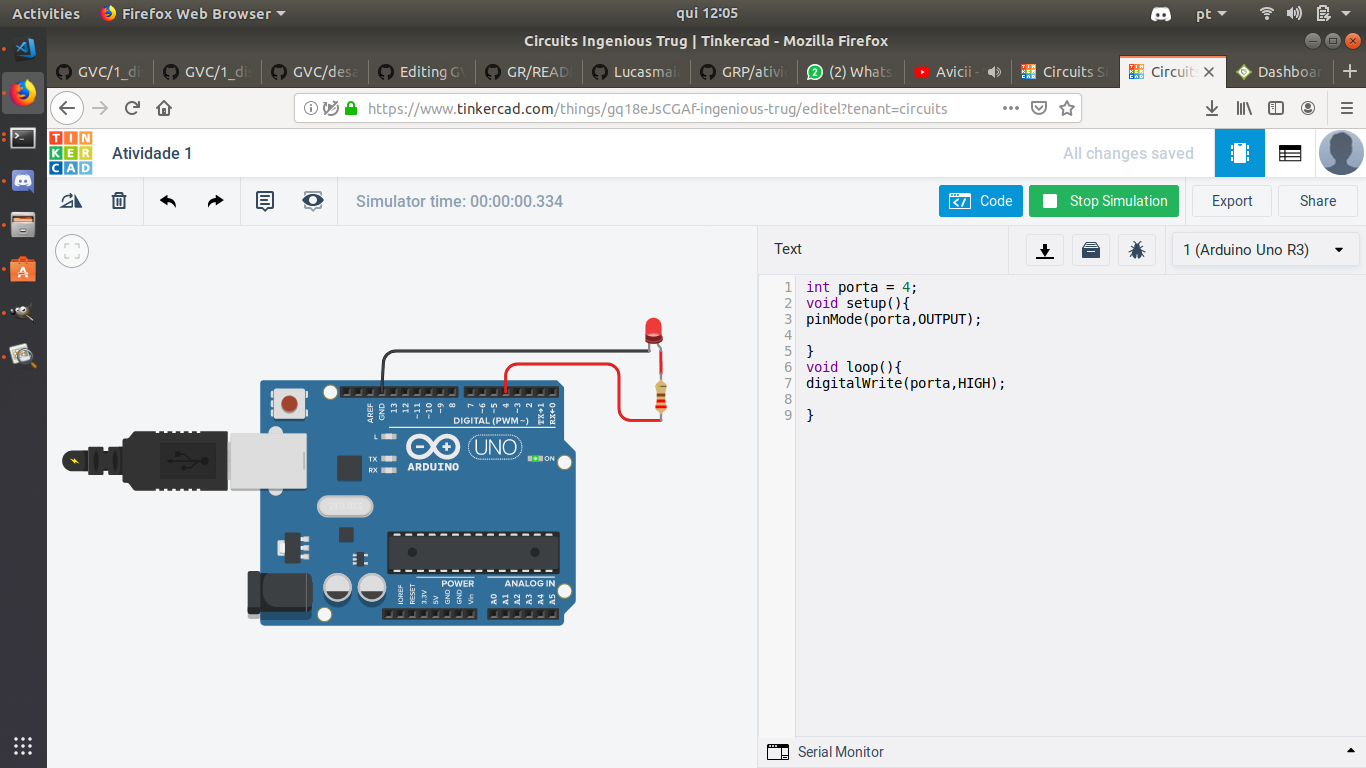 Activities
Firefox Web Browser
qui 12:05
pt
Circuits Ingenious Trug | Tinkercad - Mozilla Firefox
GVC/1_di
GVC/1_di
GVC/desa
Editing GV
GR/READ
Lucasmaia
GRP/ativi
(2) Whats
Avicii -
Circuits S
Circuits
Dashboar
https://www.tinkercad.com/things/gq18eJsCGAf-ingenious-trug/editel?tenant=circuits
TIN
KER
CAD
Atividade 1
All changes saved
Simulator time: 00:00:00.334
Code
Stop Simulation
Export
Share
Text
1 (Arduino Uno R3)
1 int porta = 4;
2 void setup(){
3 pinMode(porta,OUTPUT);
4
5 }
6 void loop(){
7 digitalWrite(porta,HIGH);
8
9 }
AREF
GND
13
12
~11
~10
~9
8
7
~6
~5
4
~3
2
TX→1
RX←0
DIGITAL (PWM~)
L
TX
RX
ARDUINO
UNO
ON
POWER
ANALOG IN
IOREF
RESET
3.3V
5V
GND
GND
Vin
A0
A1
A2
A3
A4
A5
Serial Monitor